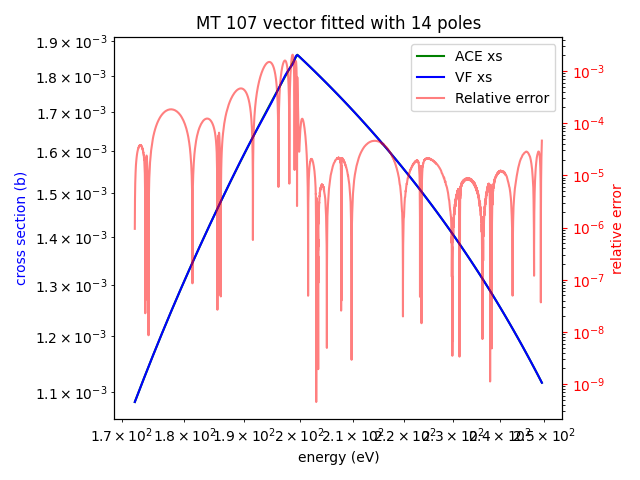 MT 107 vector fitted with 14 poles
ACE xs
VF xs
Relative error
1.9 × 10⁻³
1.8 × 10⁻³
1.7 × 10⁻³
1.6 × 10⁻³
1.5 × 10⁻³
1.4 × 10⁻³
1.3 × 10⁻³
1.2 × 10⁻³
1.1 × 10⁻³
cross section (b)
10⁻³
10⁻⁴
10⁻⁵
10⁻⁶
10⁻⁷
10⁻⁸
10⁻⁹
relative error
1.7 × 10² 1.8 × 10² 1.9 × 10² 2 × 10² 2.1 × 10² 2.2 × 10² 2.3 × 10² 2.4 × 10² 2.5 × 10²
energy (eV)